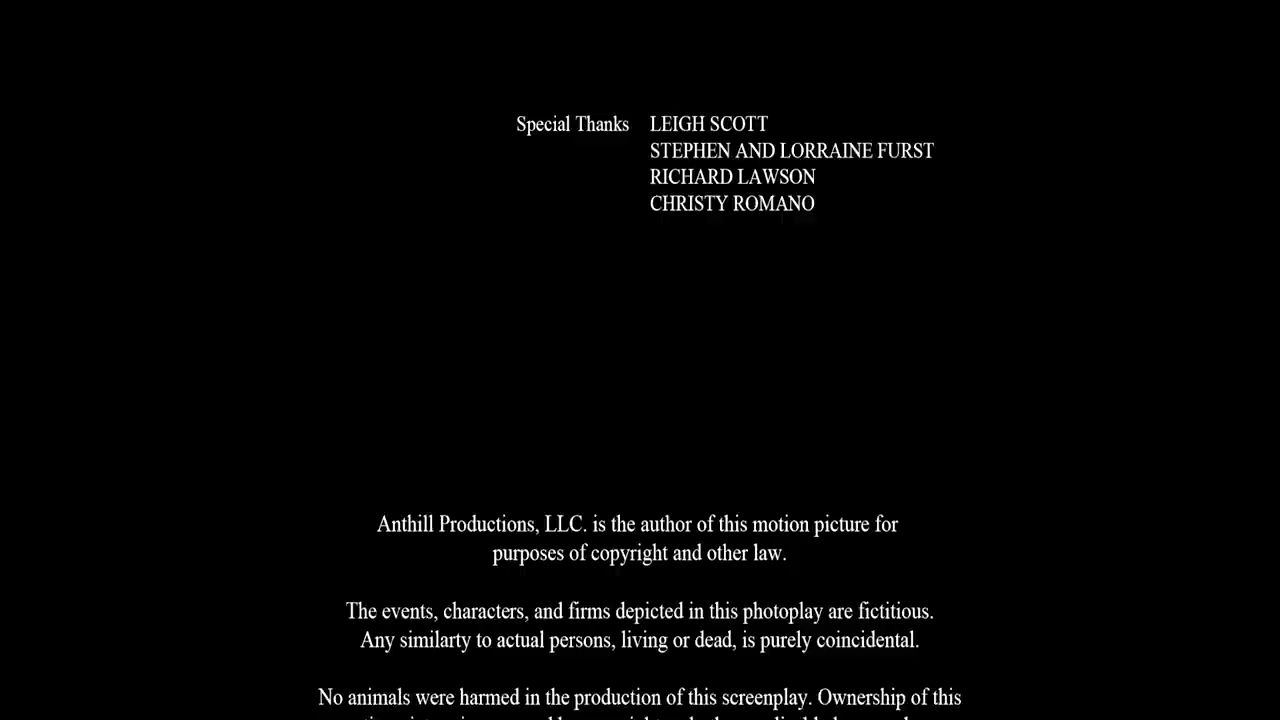 Special Thanks LEIGH SCOTT
STEPHEN AND LORRAINE FURST
RICHARD LAWSON
CHRISTY ROMANO
Anthill Productions, LLC. is the author of this motion picture for
purposes of copyright and other law.
The events, characters, and firms depicted in this photoplay are fictitious.
Any similarty to actual persons, living or dead, is purely coincidental.
No animals were harmed in the production of this screenplay. Ownership of this